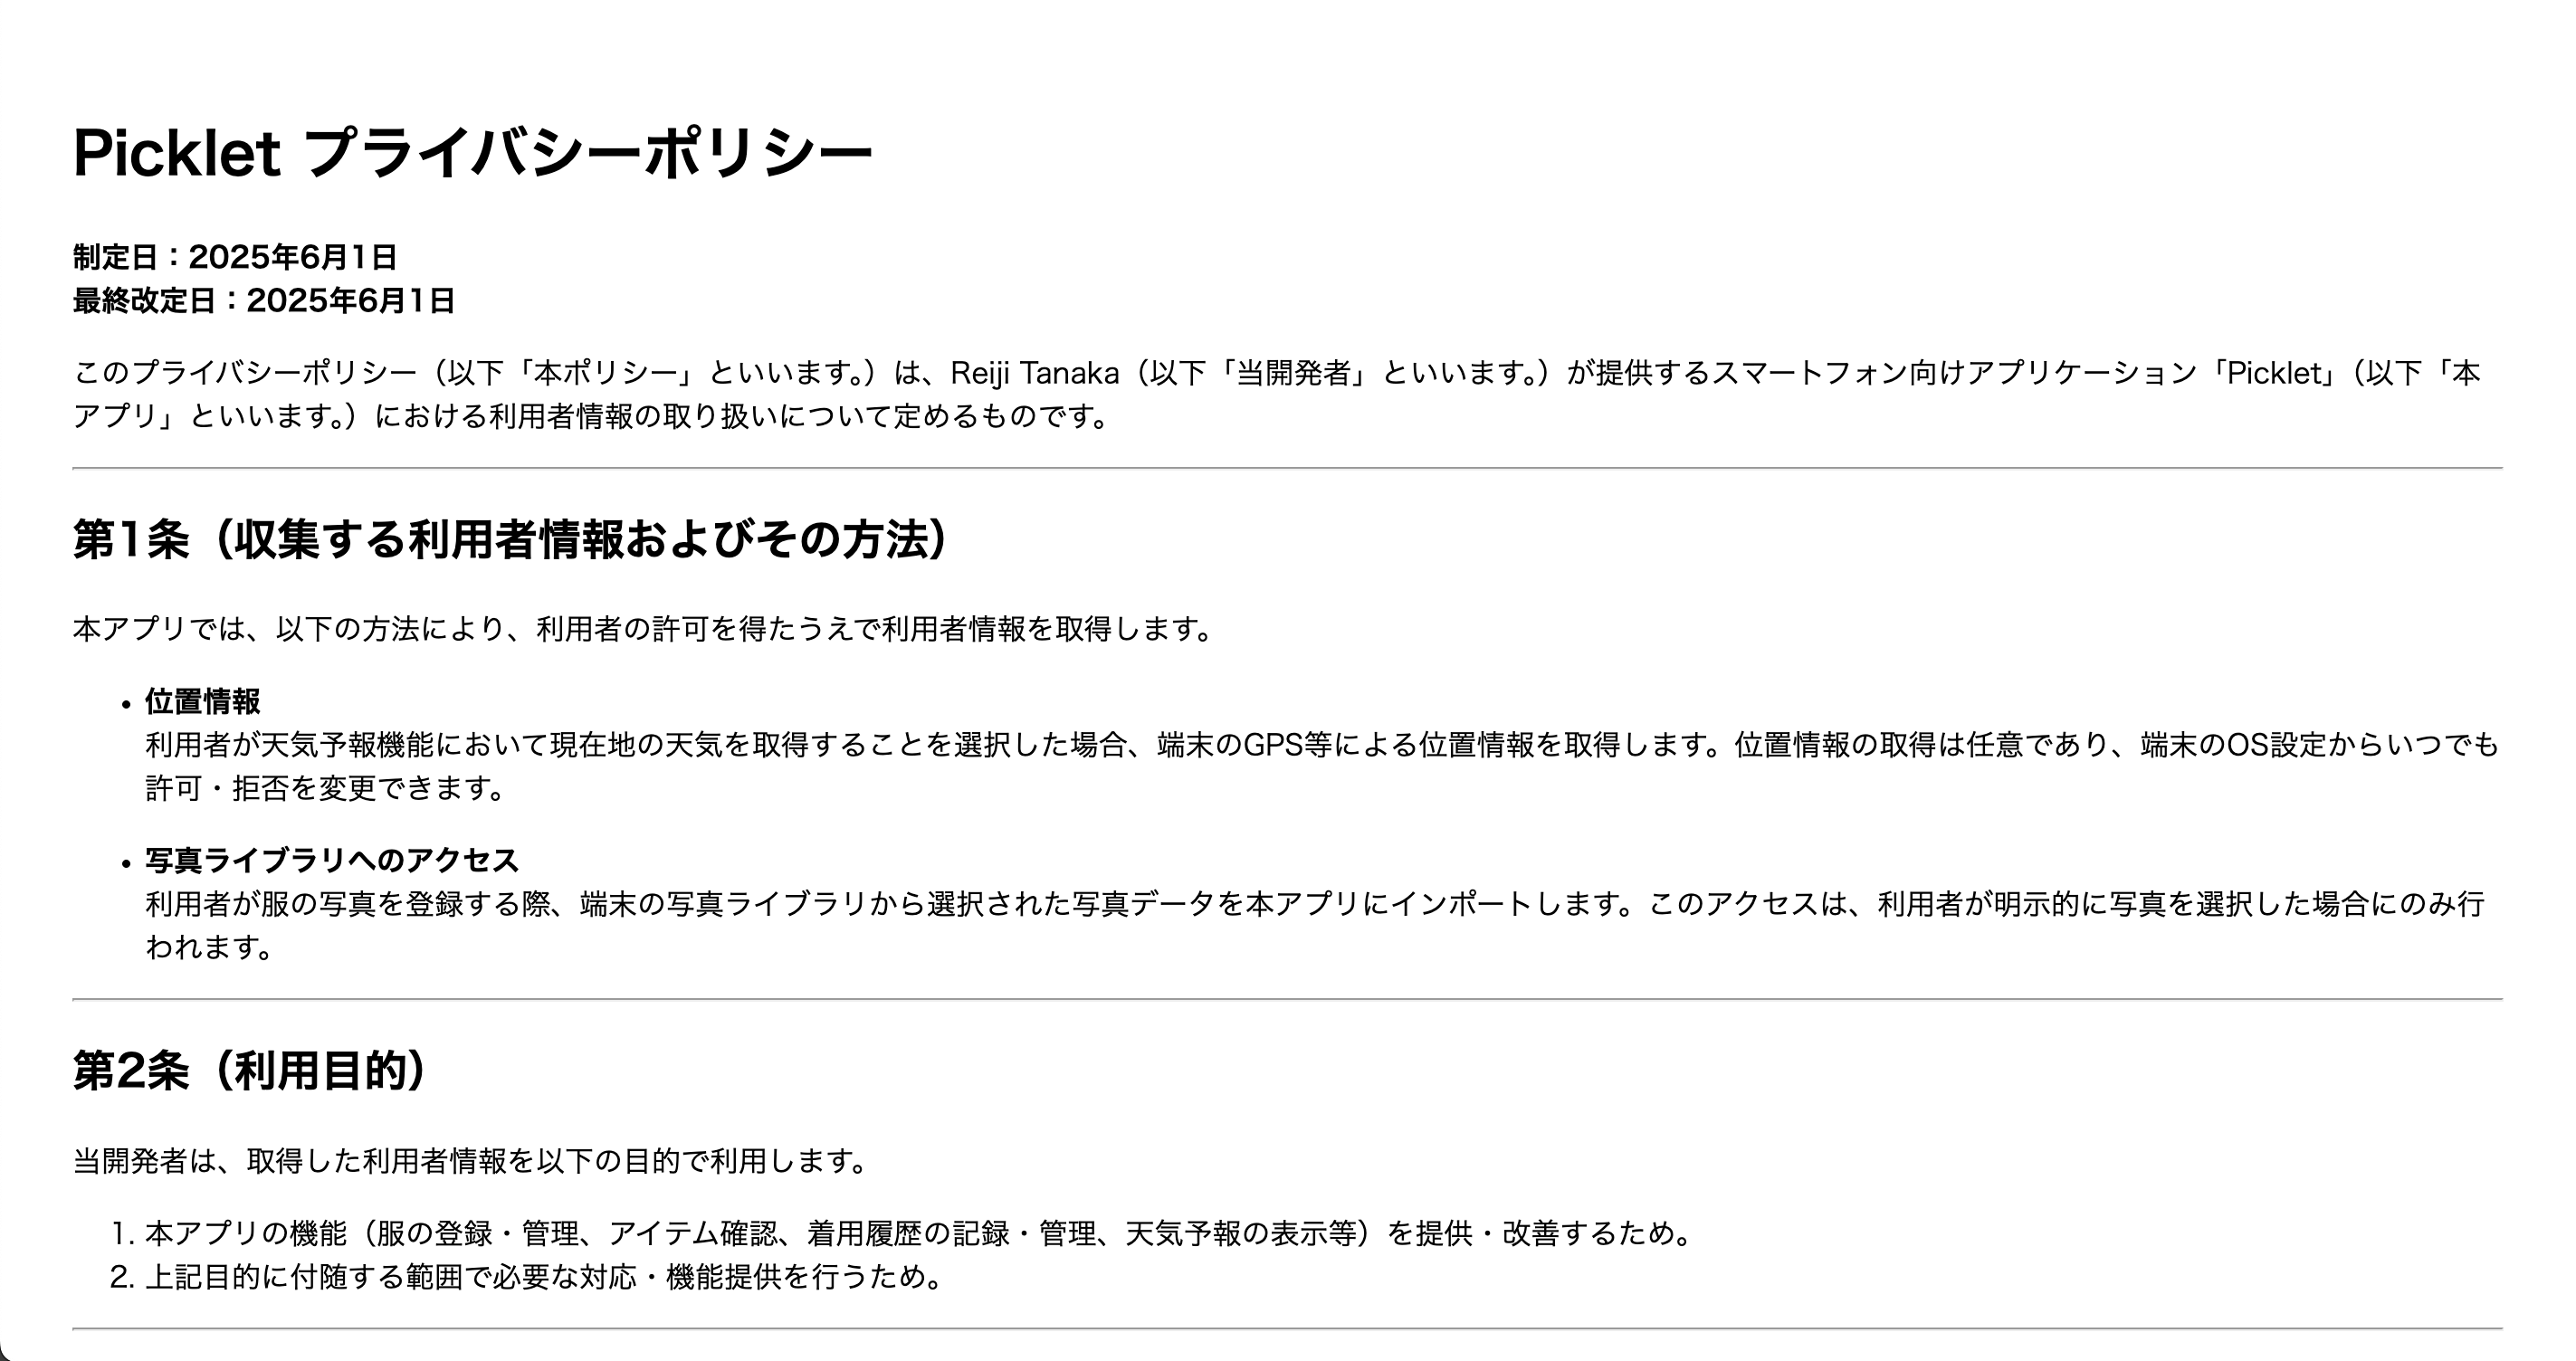 Picklet プライバシーポリシー
制定日：2025年6月1日
最終改定日：2025年6月1日
このプライバシーポリシー（以下「本ポリシー」といいます。）は、Reiji Tanaka（以下「当開発者」といいます。）が提供するスマートフォン向けアプリケーション「Picklet」（以下「本
アプリ」といいます。）における利用者情報の取り扱いについて定めるものです。
第1条（収集する利用者情報およびその方法）
本アプリでは、以下の方法により、利用者の許可を得たうえで利用者情報を取得します。
• 位置情報
利用者が天気予報機能において現在地の天気を取得することを選択した場合、端末のGPS等による位置情報を取得します。位置情報の取得は任意であり、端末のOS設定からいつでも
許可・拒否を変更できます。
• 写真ライブラリへのアクセス
利用者が服の写真を登録する際、端末の写真ライブラリから選択された写真データを本アプリにインポートします。このアクセスは、利用者が明示的に写真を選択した場合にのみ行
われます。
第2条（利用目的）
当開発者は、取得した利用者情報を以下の目的で利用します。
1. 本アプリの機能（服の登録・管理、アイテム確認、着用履歴の記録・管理、天気予報の表示等）を提供・改善するため。
2. 上記目的に付随する範囲で必要な対応・機能提供を行うため。